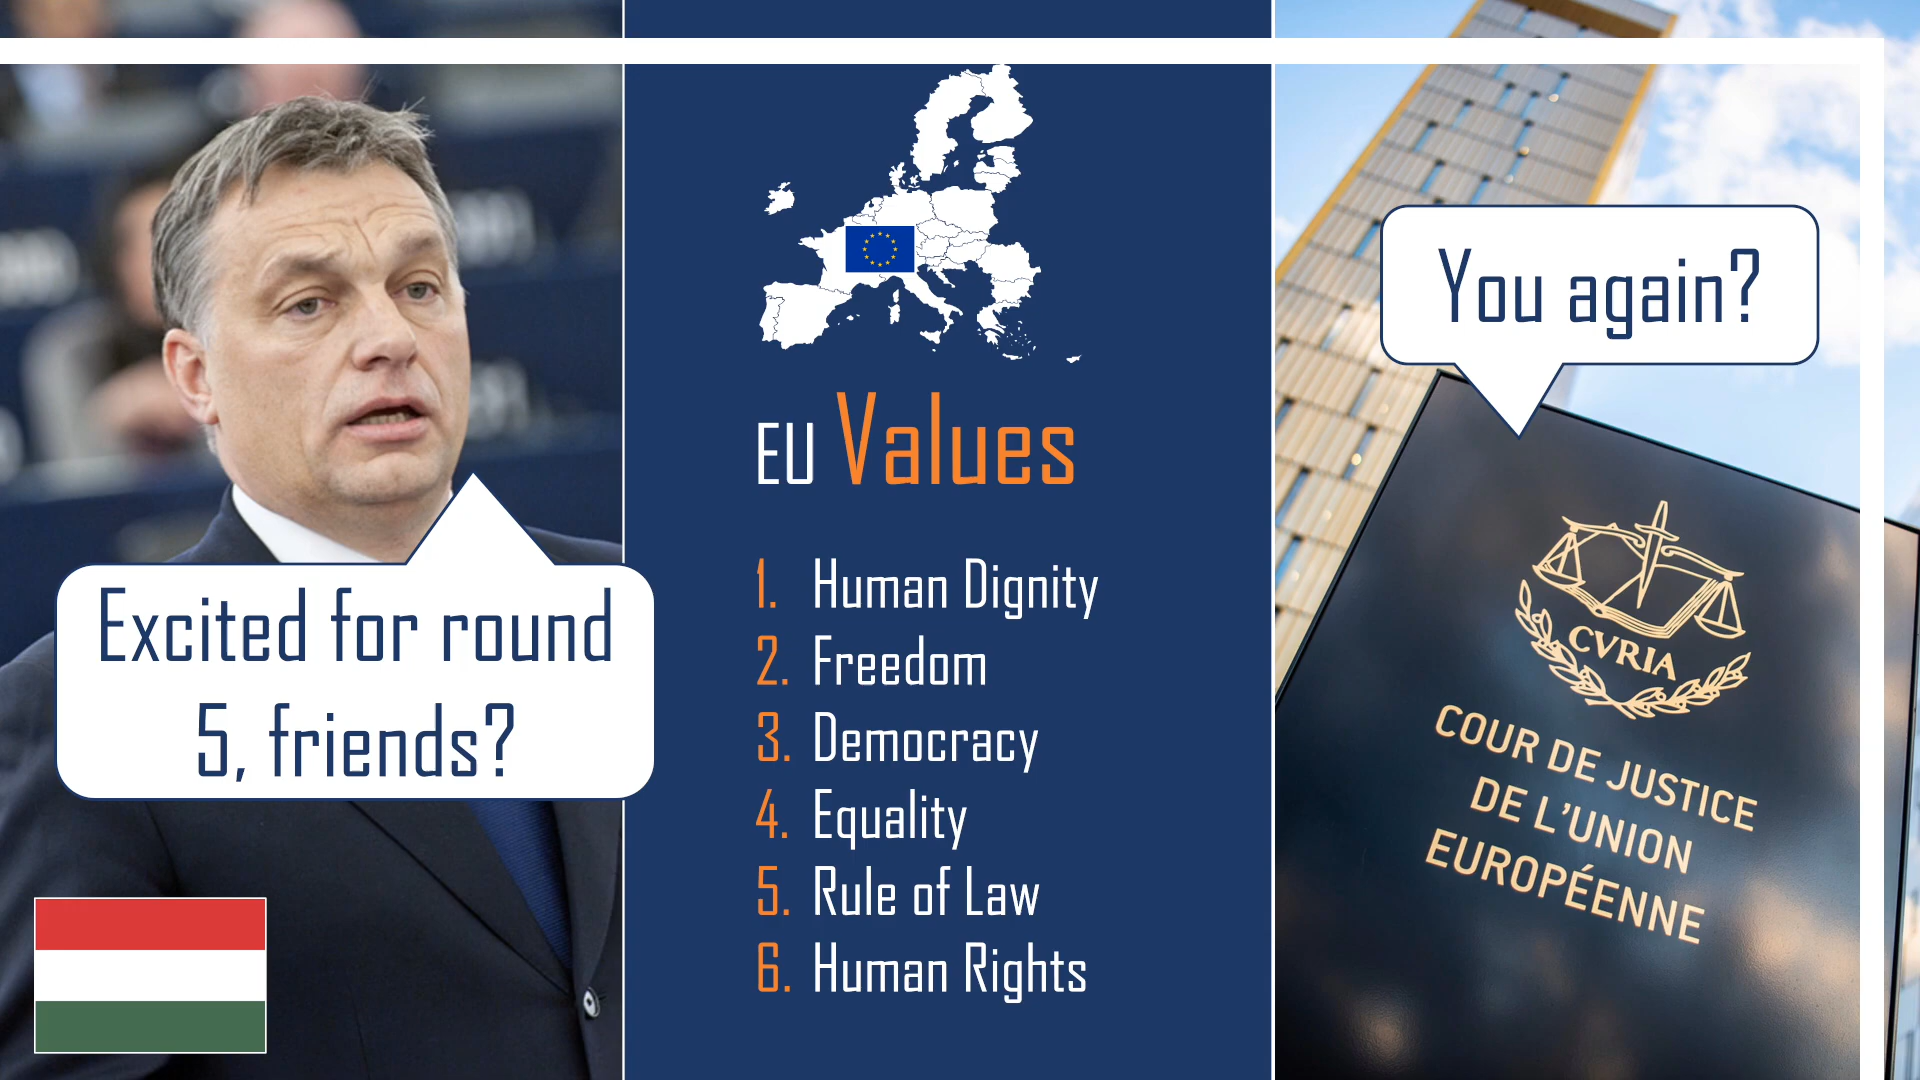 Excited for round
5, friends?
EU Values
1. Human Dignity
2. Freedom
3. Democracy
4. Equality
5. Rule of Law
6. Human Rights
You again?
CVRIA
COUR DE JUSTICE
DE L'UNION
EUROPÉENNE